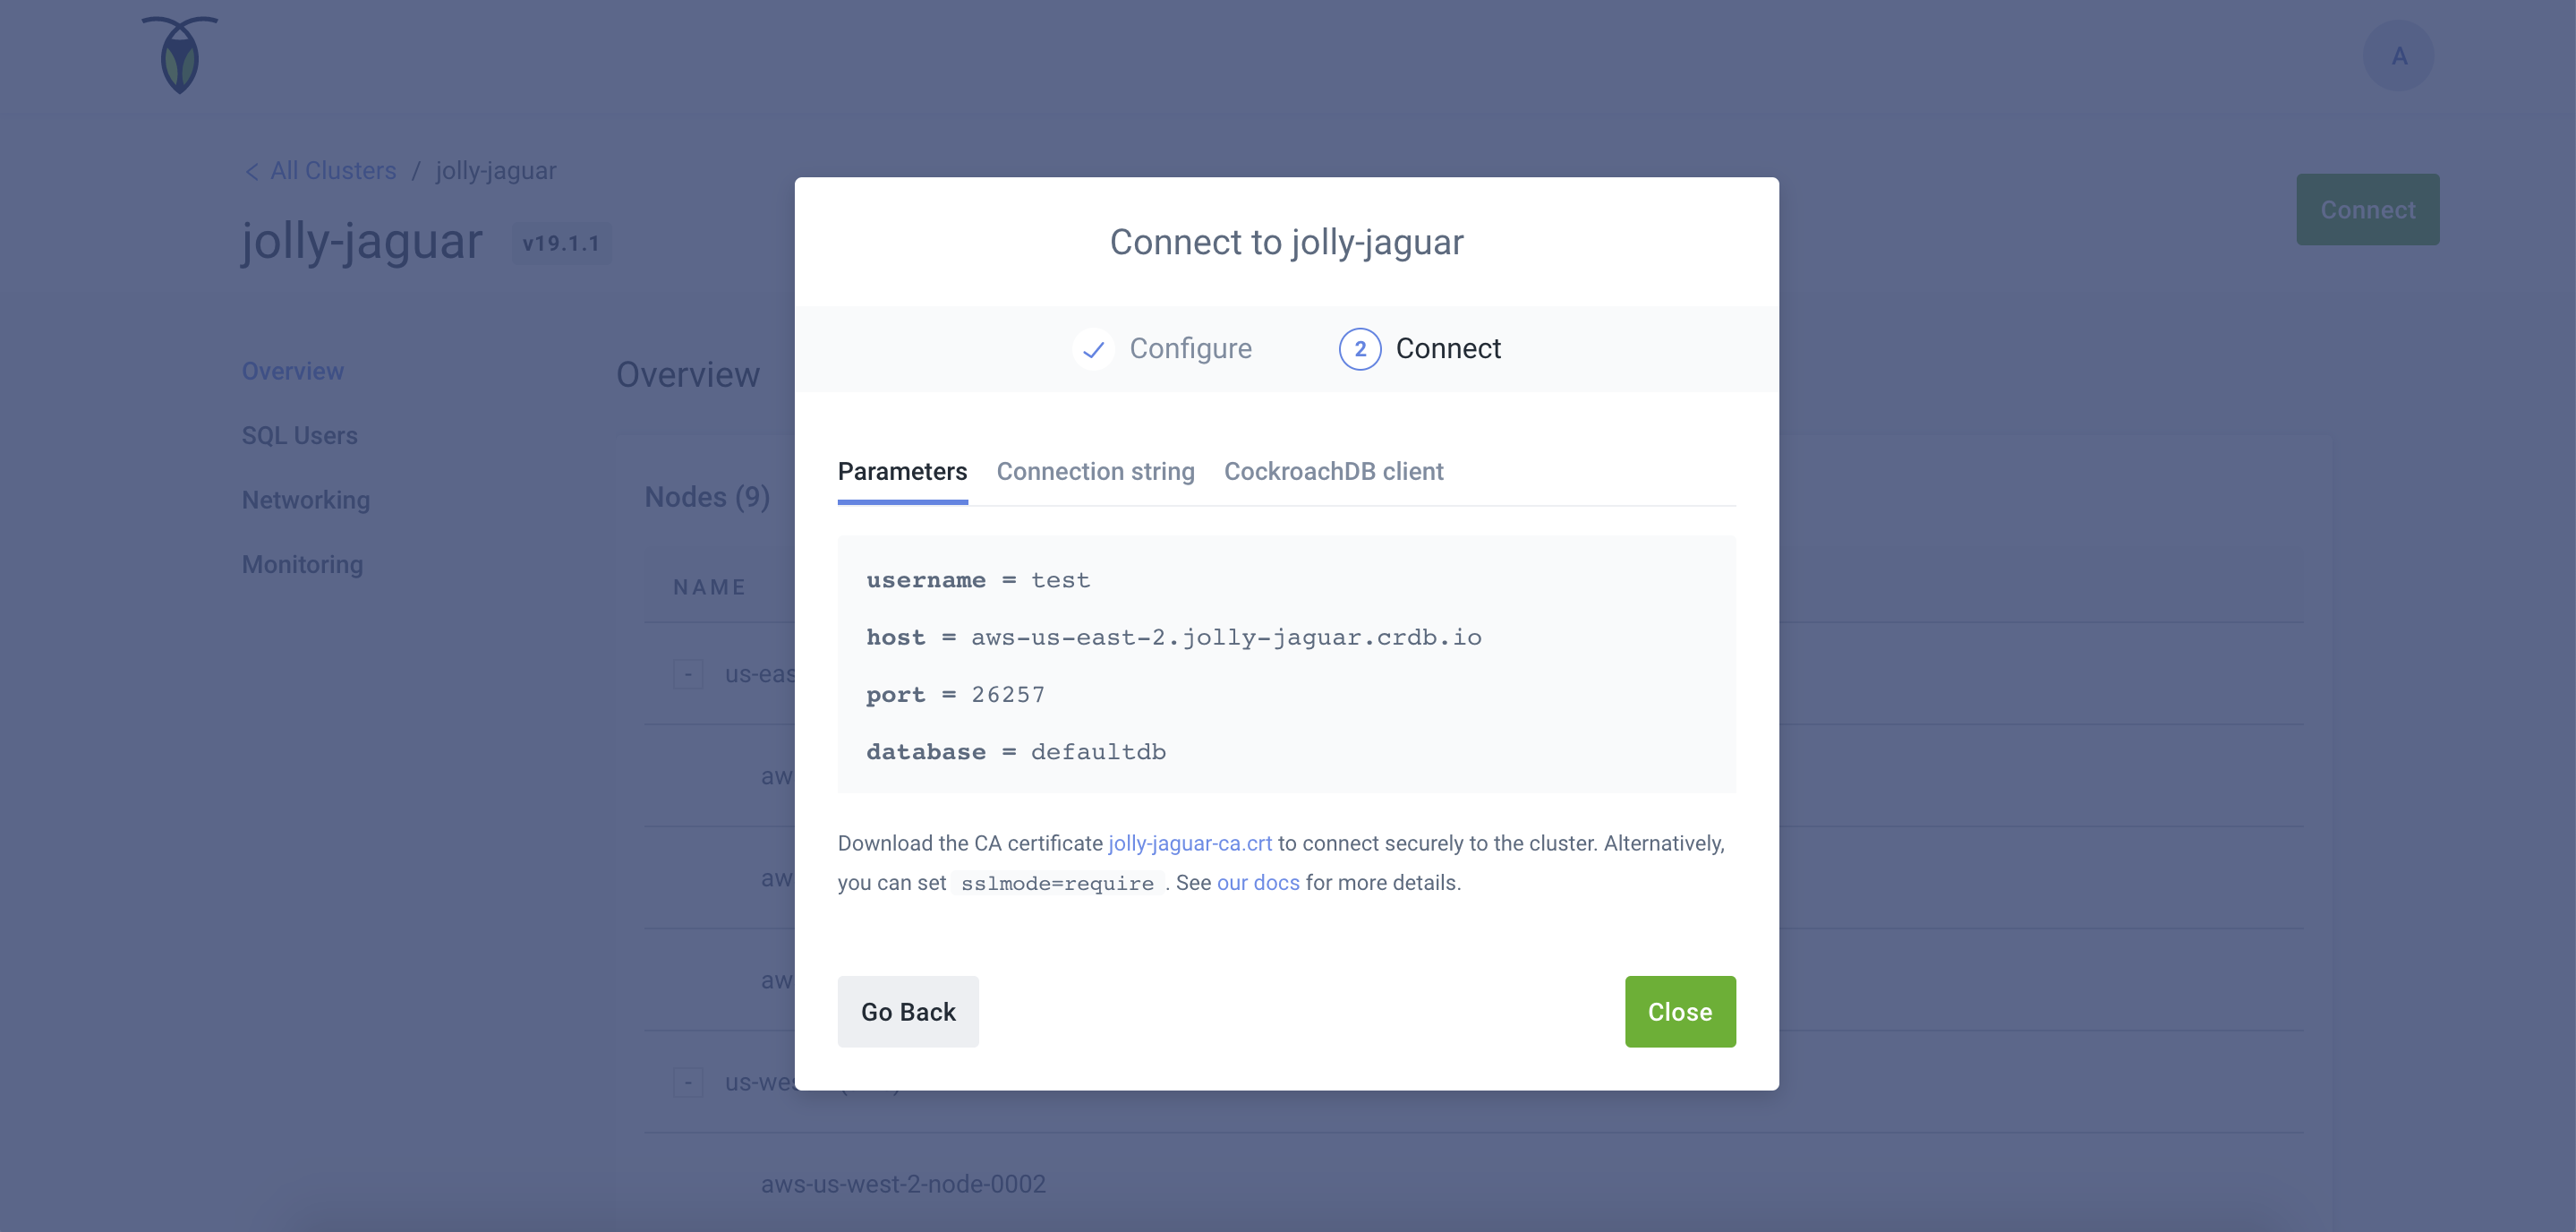 A
< All Clusters / jolly-jaguar
jolly-jaguar v19.1.1
Connect
Overview
SQL Users
Networking
Monitoring
Overview
Nodes (9)
NAME
- us-eas
aw
aw
aw
- us-wes
aws-us-west-2-node-0002
Connect to jolly-jaguar
Configure 2 Connect
Parameters Connection string CockroachDB client
username = test
host = aws-us-east-2.jolly-jaguar.crdb.io
port = 26257
database = defaultdb
Download the CA certificate jolly-jaguar-ca.crt to connect securely to the cluster. Alternatively,
you can set sslmode=require . See our docs for more details.
Go Back Close